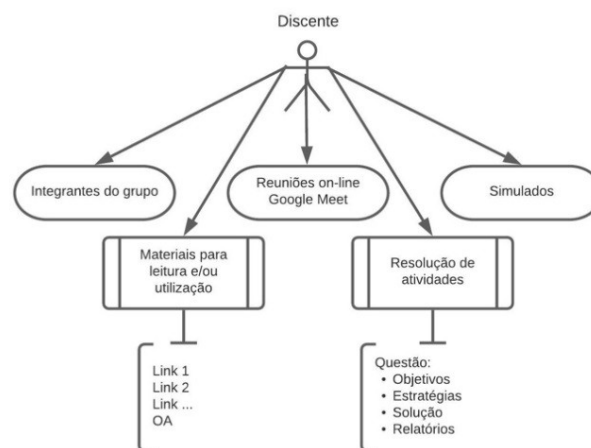 Discente
Integrantes do grupo
Reuniões on-line
Google Meet
Simulados
Materiais para
leitura e/ou
utilização
Resolução de
atividades
Link 1
Link 2
Link ...
OA
Questão:
• Objetivos
• Estratégias
• Solução
• Relatórios